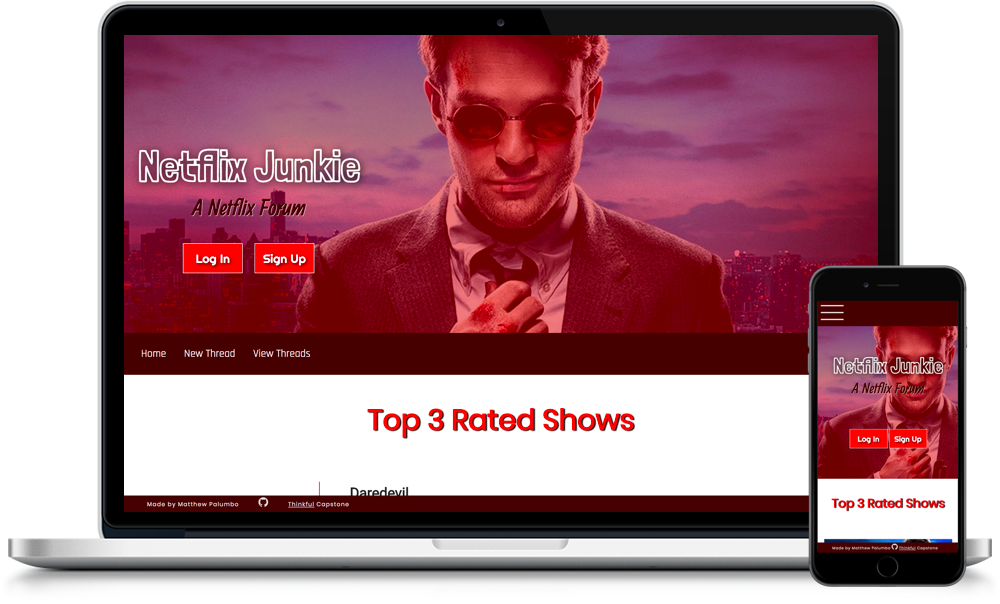 Netflix Junkie
A Netflix Forum
Log In Sign Up
Home New Thread View Threads
Top 3 Rated Shows
Daredevil
Made by Matthew Palumbo Thinkful Capstone
Netflix Junkie
A Netflix Forum
Log In Sign Up
Top 3 Rated Shows
Made by Matthew Palumbo Thinkful Capstone